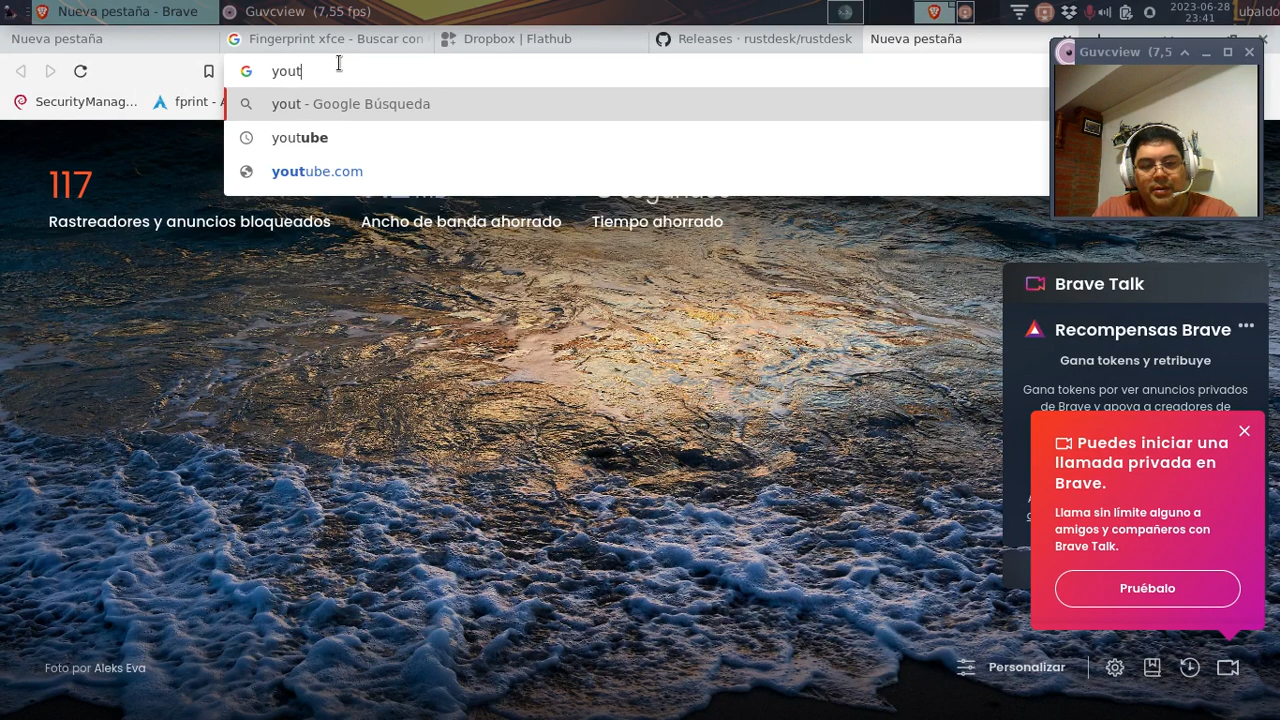 Nueva pestaña - Brave
Guvcview (7,55 fps)
2023-06-28
23:41
ubaldo
Nueva pestaña
Fingerprint xfce - Buscar con
Dropbox | Flathub
Releases · rustdesk/rustdesk
Nueva pestaña
yout
SecurityManag...
fprint - A
yout - Google Búsqueda
youtube
youtube.com
Guvcview (7,5
117
Rastreadores y anuncios bloqueados
Ancho de banda ahorrado
Tiempo ahorrado
Brave Talk
Recompensas Brave
Gana tokens y retribuye
Gana tokens por ver anuncios privados
de Brave y apoya a creadores de
Puedes iniciar una
llamada privada en
Brave.
Llama sin límite alguno a
amigos y compañeros con
Brave Talk.
Pruébalo
Foto por Aleks Eva
Personalizar